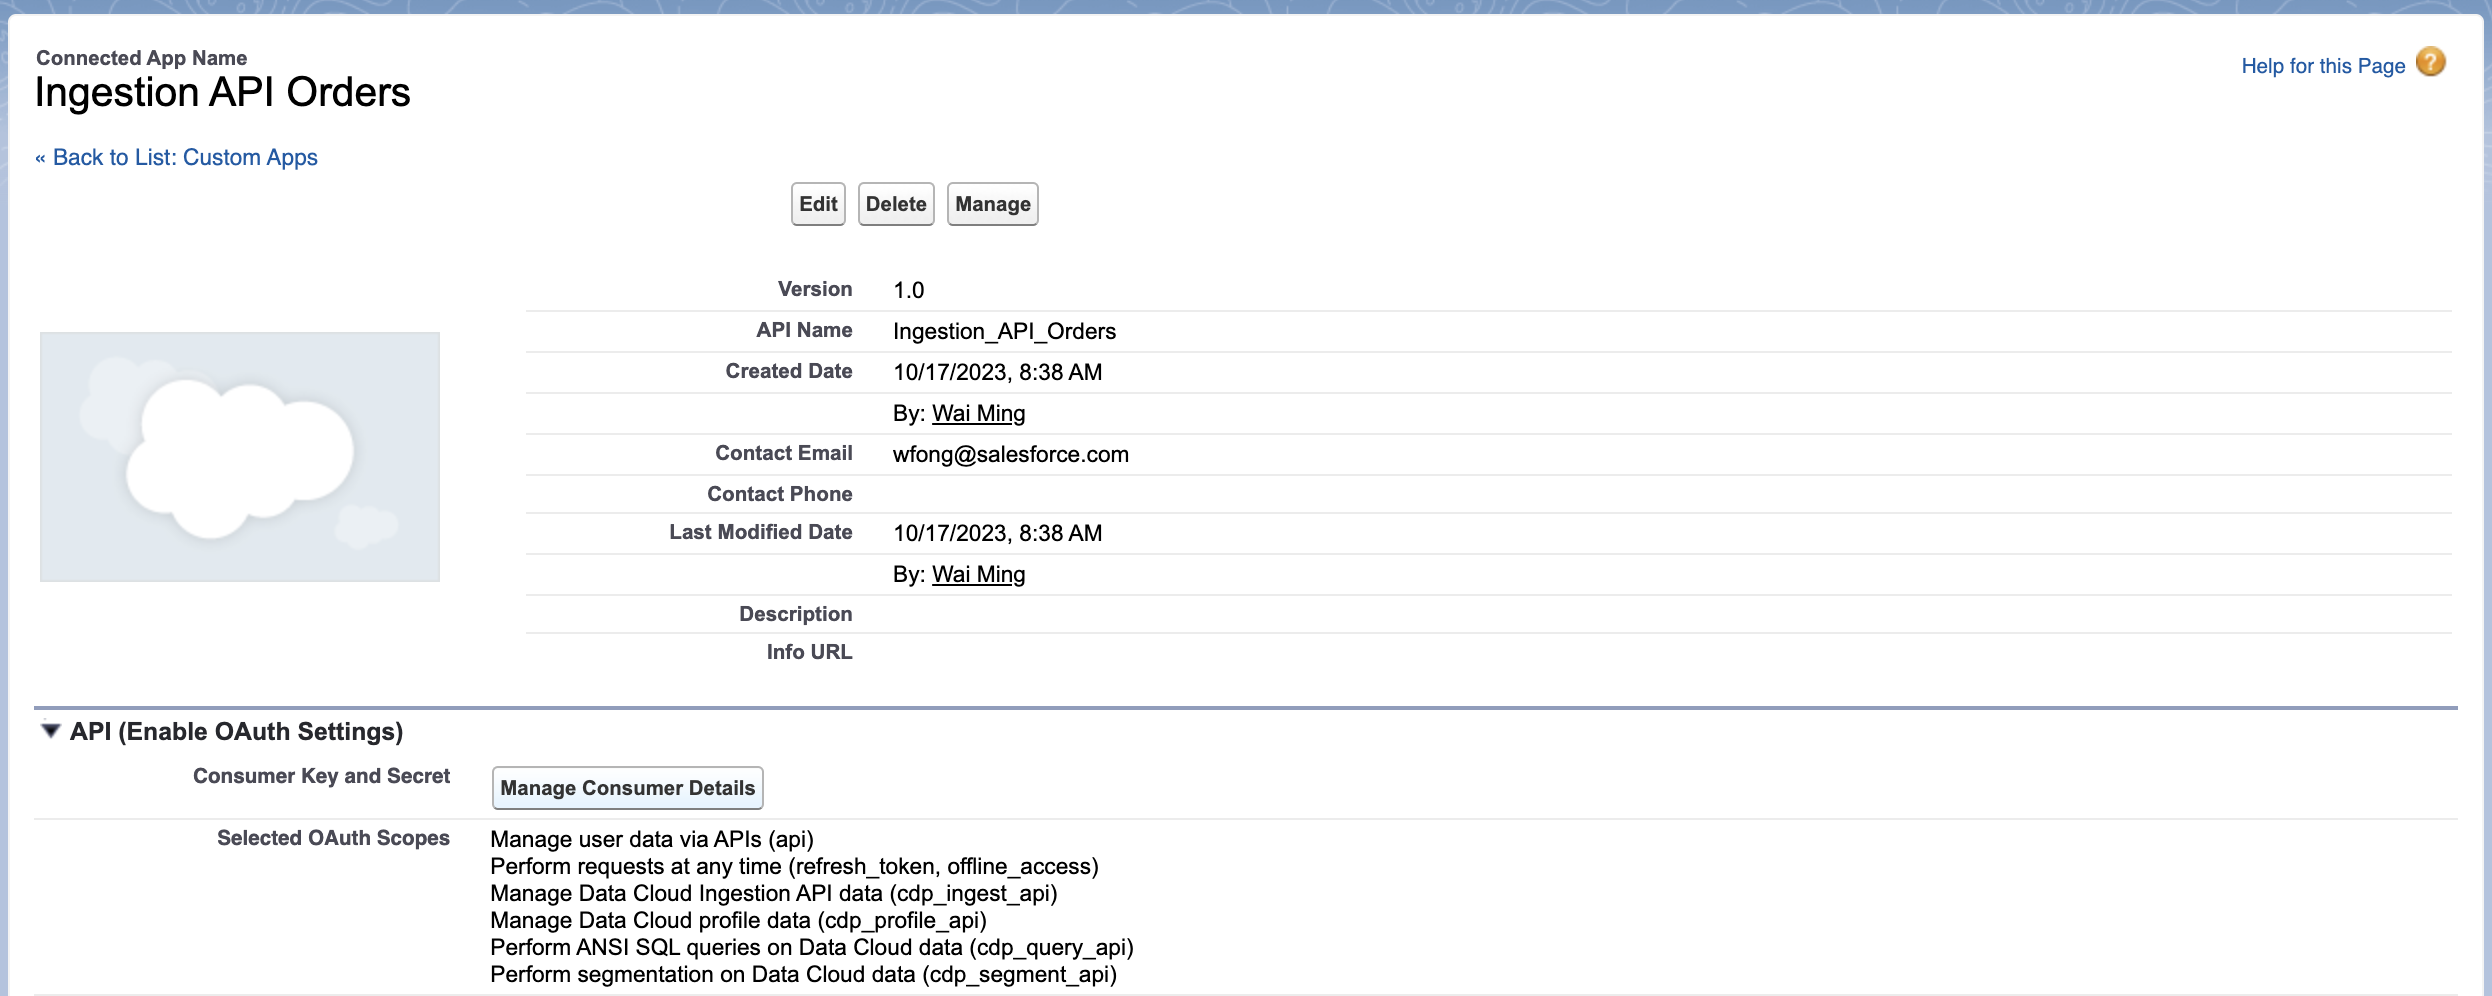 Connected App Name
Ingestion API Orders
Help for this Page ?
« Back to List: Custom Apps
Edit Delete Manage
Version 1.0
API Name Ingestion_API_Orders
Created Date 10/17/2023, 8:38 AM
By: Wai Ming
Contact Email wfong@salesforce.com
Contact Phone
Last Modified Date 10/17/2023, 8:38 AM
By: Wai Ming
Description
Info URL
API (Enable OAuth Settings)
Consumer Key and Secret Manage Consumer Details
Selected OAuth Scopes Manage user data via APIs (api)
Perform requests at any time (refresh_token, offline_access)
Manage Data Cloud Ingestion API data (cdp_ingest_api)
Manage Data Cloud profile data (cdp_profile_api)
Perform ANSI SQL queries on Data Cloud data (cdp_query_api)
Perform segmentation on Data Cloud data (cdp_segment_api)